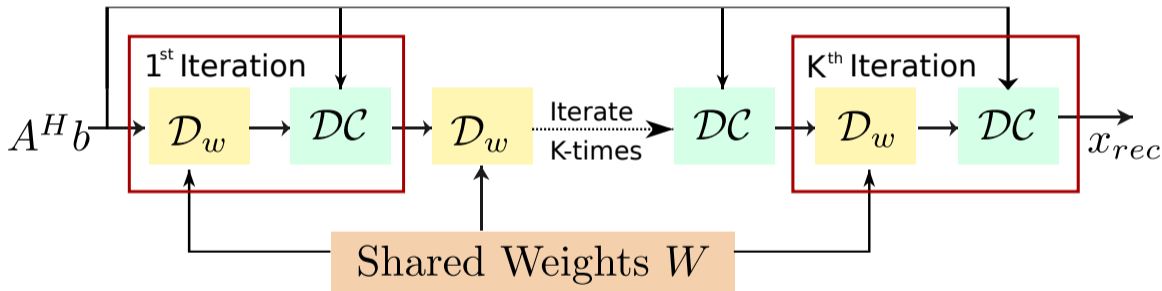 1st Iteration
Kth Iteration
A^H b
𝒟_w
𝒟𝒞
𝒟_w
Iterate
K-times
𝒟𝒞
𝒟_w
𝒟𝒞
x_rec
Shared Weights W